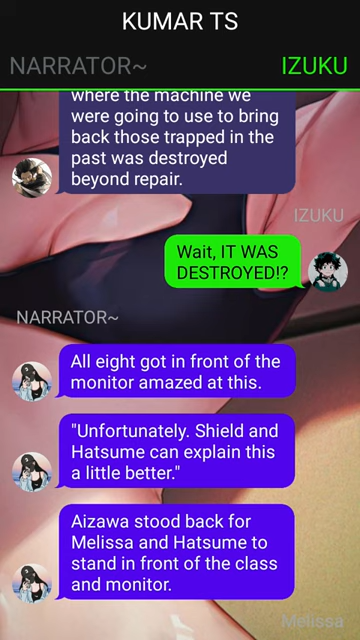 KUMAR TS
NARRATOR~
IZUKU
where the machine we
were going to use to bring
back those trapped in the
past was destroyed
beyond repair.
IZUKU
Wait, IT WAS
DESTROYED!?
NARRATOR~
All eight got in front of the
monitor amazed at this.
"Unfortunately. Shield and
Hatsume can explain this
a little better."
Aizawa stood back for
Melissa and Hatsume to
stand in front of the class
and monitor.
Melissa